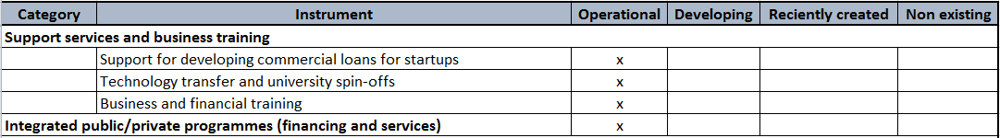 Category Instrument Operational Developing Reciently created Non existing
Support services and business training
Support for developing commercial loans for startups x
Technology transfer and university spin-offs x
Business and financial training x
Integrated public/private programmes (financing and services) x